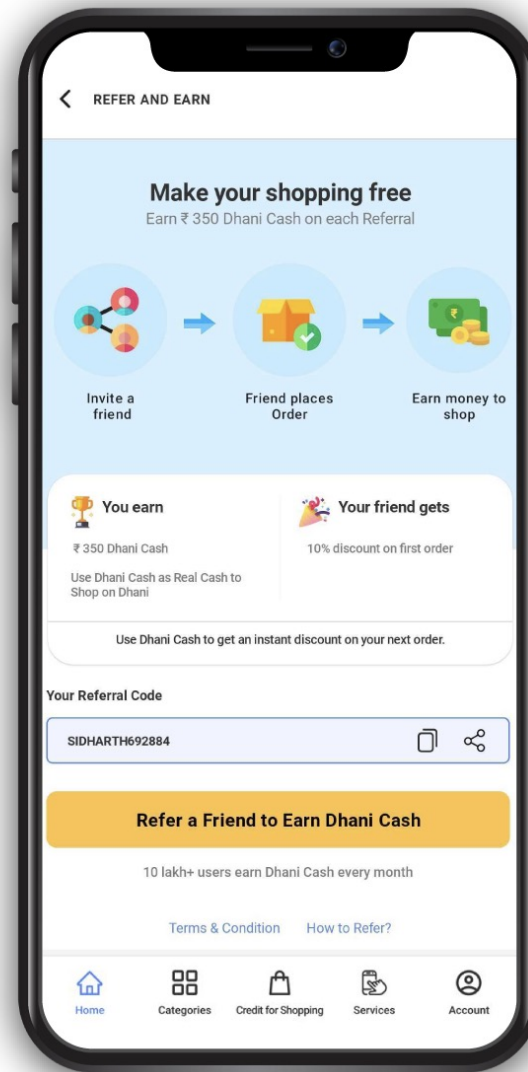 REFER AND EARN
Make your shopping free
Earn ₹ 350 Dhani Cash on each Referral
Invite a
friend
Friend places
Order
Earn money to
shop
You earn
₹ 350 Dhani Cash
Use Dhani Cash as Real Cash to
Shop on Dhani
Your friend gets
10% discount on first order
Use Dhani Cash to get an instant discount on your next order.
Your Referral Code
SIDHARTH692884
Refer a Friend to Earn Dhani Cash
10 lakh+ users earn Dhani Cash every month
Terms & Condition How to Refer?
Home Categories Credit for Shopping Services Account